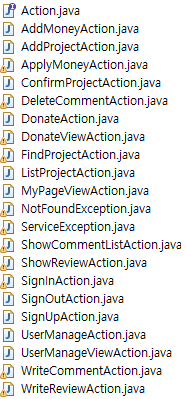 Action.java
AddMoneyAction.java
AddProjectAction.java
ApplyMoneyAction.java
ConfirmProjectAction.java
DeleteCommentAction.java
DonateAction.java
DonateViewAction.java
FindProjectAction.java
ListProjectAction.java
MyPageViewAction.java
NotFoundException.java
ServiceException.java
ShowCommentListAction.java
ShowReviewAction.java
SignInAction.java
SignOutAction.java
SignUpAction.java
UserManageAction.java
UserManageViewAction.java
WriteCommentAction.java
WriteReviewAction.java